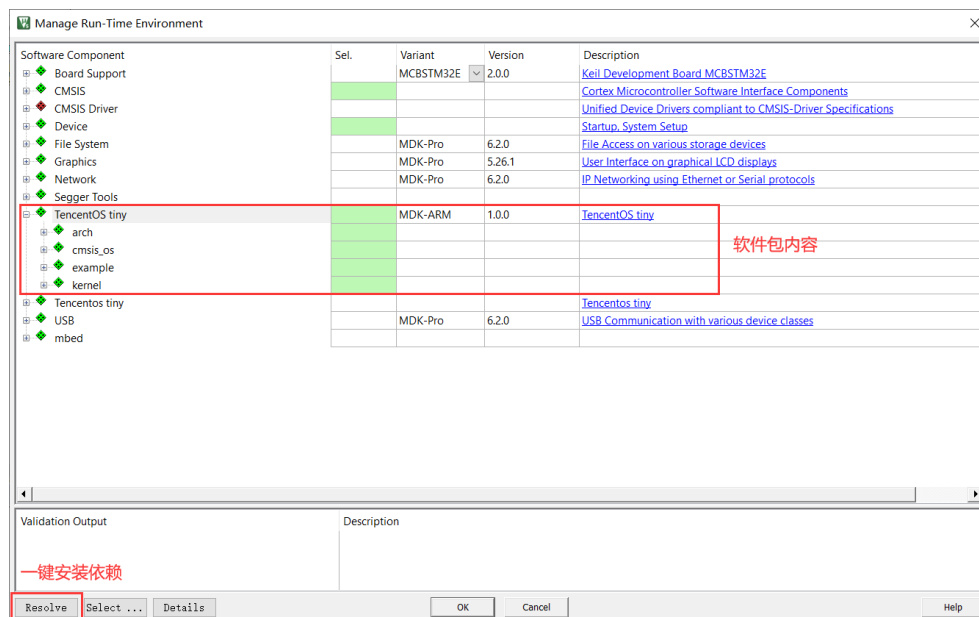 Manage Run-Time Environment
Software Component Sel. Variant Version Description
Board Support MCBSTM32E 2.0.0 Keil Development Board MCBSTM32E
CMSIS Cortex Microcontroller Software Interface Components
CMSIS Driver Unified Device Drivers compliant to CMSIS-Driver Specifications
Device Startup, System Setup
File System MDK-Pro 6.2.0 File Access on various storage devices
Graphics MDK-Pro 5.26.1 User Interface on graphical LCD displays
Network MDK-Pro 6.2.0 IP Networking using Ethernet or Serial protocols
Segger Tools
TencentOS tiny MDK-ARM 1.0.0 TencentOS tiny
arch
软件包内容
cmsis_os
example
kernel
Tencentos tiny Tencentos tiny
USB MDK-Pro 6.2.0 USB Communication with various device classes
mbed
Validation Output Description
一键安装依赖
Resolve Select ... Details OK Cancel Help